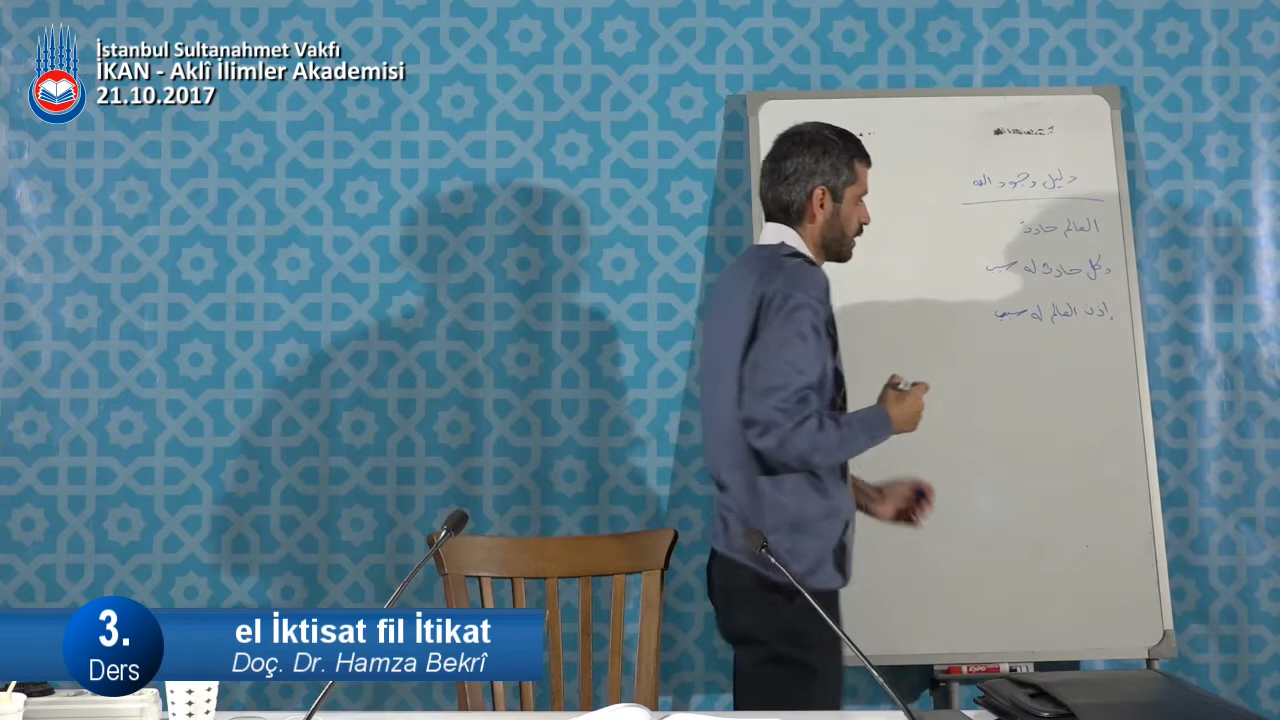 İstanbul Sultanahmet Vakfı
İKAN - Aklî İlimler Akademisi
21.10.2017
دليل وجود الله
العالم حادث
وكل حادث له سبب
إذن العالم له سبب
EXPO
3.
Ders
el İktisat fil İtikat
Doç. Dr. Hamza Bekrî